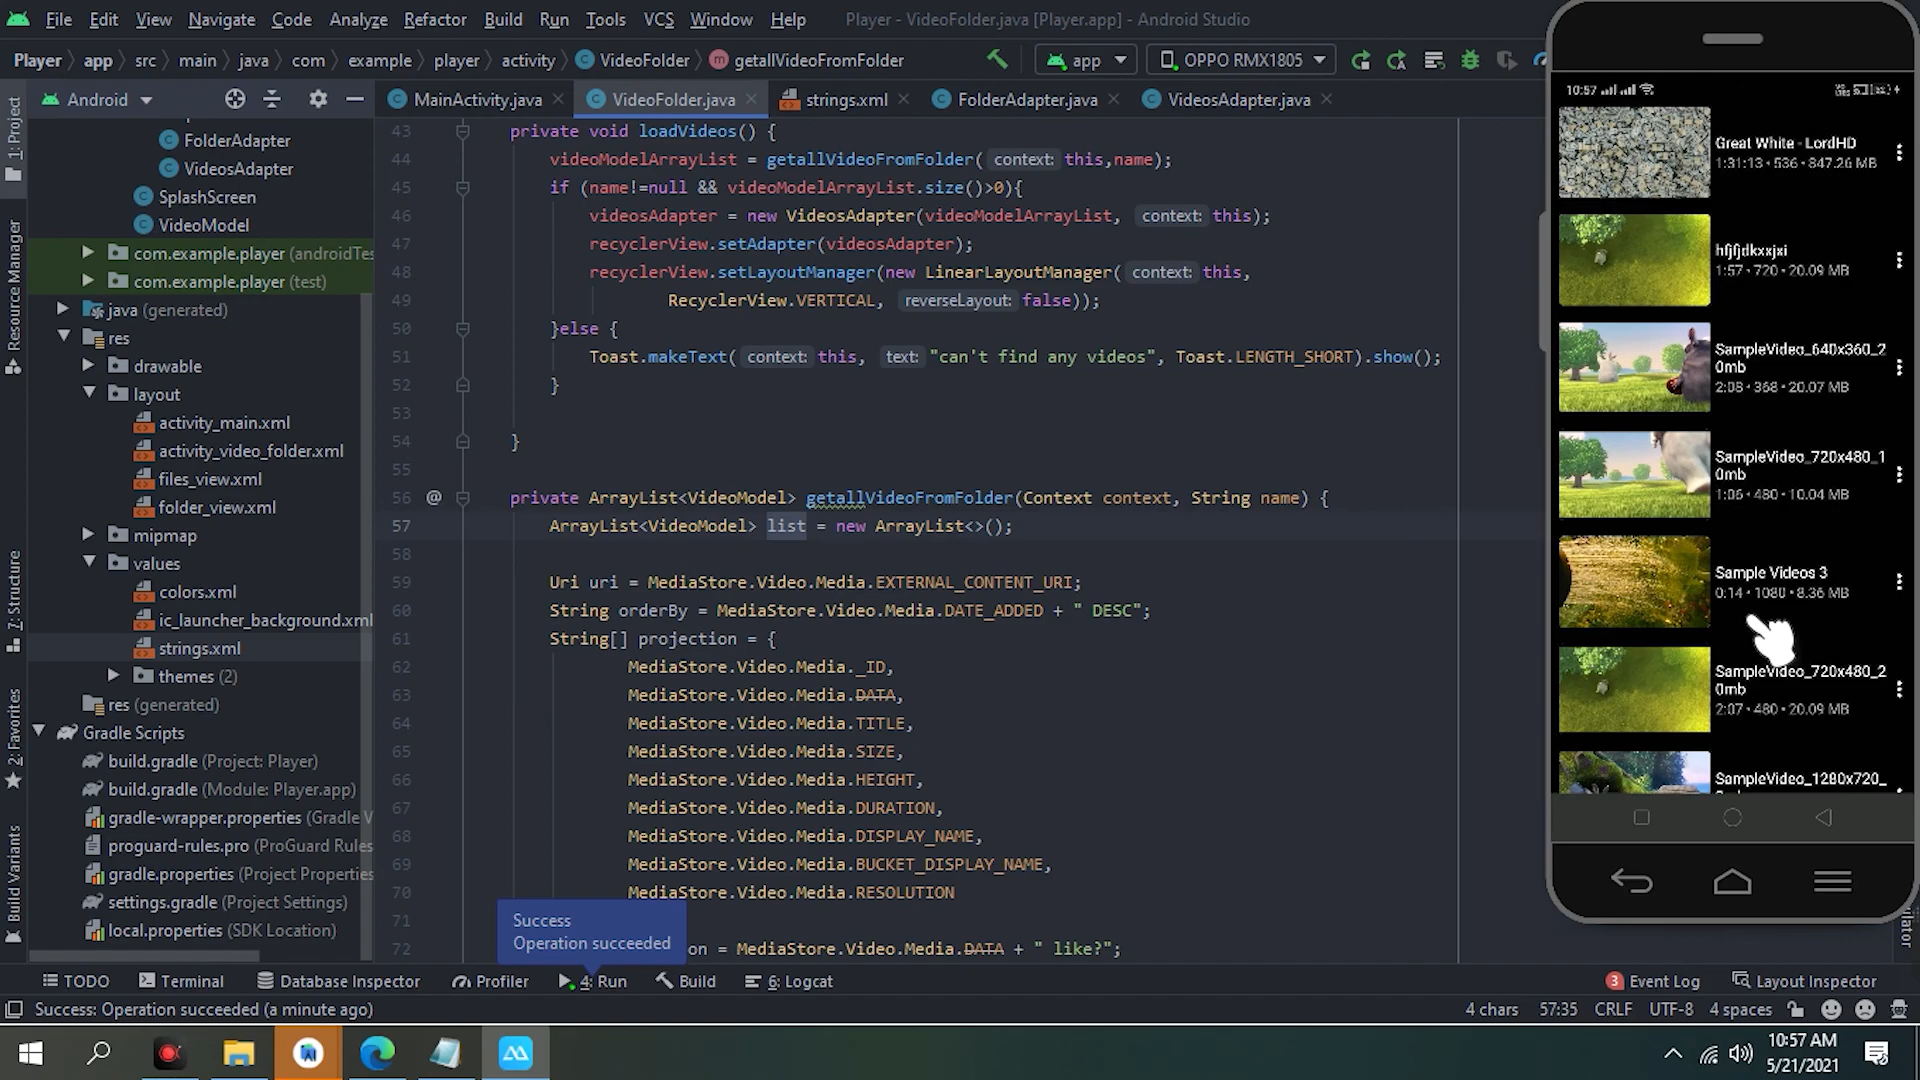 File Edit View Navigate Code Analyze Refactor Build Run Tools VCS Window Help Player - VideoFolder.java [Player.app] - Android Studio
Player app src main java com example player activity VideoFolder getallVideoFromFolder app OPPO RMX1805
Android MainActivity.java VideoFolder.java strings.xml FolderAdapter.java VideosAdapter.java
1: Project
Resource Manager
7: Structure
2: Favorites
Build Variants
FolderAdapter
VideosAdapter
SplashScreen
VideoModel
com.example.player (androidTes
com.example.player (test)
java (generated)
res
drawable
layout
activity_main.xml
activity_video_folder.xml
files_view.xml
folder_view.xml
mipmap
values
colors.xml
ic_launcher_background.xml
strings.xml
themes (2)
res (generated)
Gradle Scripts
build.gradle (Project: Player)
build.gradle (Module: Player.app)
gradle-wrapper.properties (Gradle V
proguard-rules.pro (ProGuard Rules
gradle.properties (Project Properties
settings.gradle (Project Settings)
local.properties (SDK Location)
43 private void loadVideos() {
44 videoModelArrayList = getallVideoFromFolder( context: this,name);
45 if (name!=null && videoModelArrayList.size()>0){
46 videosAdapter = new VideosAdapter(videoModelArrayList, context: this);
47 recyclerView.setAdapter(videosAdapter);
48 recyclerView.setLayoutManager(new LinearLayoutManager( context: this,
49 RecyclerView.VERTICAL, reverseLayout: false));
50 }else {
51 Toast.makeText( context: this, text: "can't find any videos", Toast.LENGTH_SHORT).show();
52 }
53
54 }
55
56 @ private ArrayList<VideoModel> getallVideoFromFolder(Context context, String name) {
57 ArrayList<VideoModel> list = new ArrayList<>();
58
59 Uri uri = MediaStore.Video.Media.EXTERNAL_CONTENT_URI;
60 String orderBy = MediaStore.Video.Media.DATE_ADDED + " DESC";
61 String[] projection = {
62 MediaStore.Video.Media._ID,
63 MediaStore.Video.Media.DATA,
64 MediaStore.Video.Media.TITLE,
65 MediaStore.Video.Media.SIZE,
66 MediaStore.Video.Media.HEIGHT,
67 MediaStore.Video.Media.DURATION,
68 MediaStore.Video.Media.DISPLAY_NAME,
69 MediaStore.Video.Media.BUCKET_DISPLAY_NAME,
70 MediaStore.Video.Media.RESOLUTION
71
72 on = MediaStore.Video.Media.DATA + " like?";
Success
Operation succeeded
10:57
Great White - LordHD
1:31:13 • 536 • 847.26 MB
hfjfjdkxxjxi
1:57 • 720 • 20.09 MB
SampleVideo_640x360_2
0mb
2:08 • 368 • 20.07 MB
SampleVideo_720x480_1
0mb
1:06 • 480 • 10.04 MB
Sample Videos 3
0:14 • 1080 • 8.36 MB
SampleVideo_720x480_2
0mb
2:07 • 480 • 20.09 MB
SampleVideo_1280x720_
TODO Terminal Database Inspector Profiler 4: Run Build 6: Logcat 3 Event Log Layout Inspector
Success: Operation succeeded (a minute ago) 4 chars 57:35 CRLF UTF-8 4 spaces
10:57 AM
5/21/2021